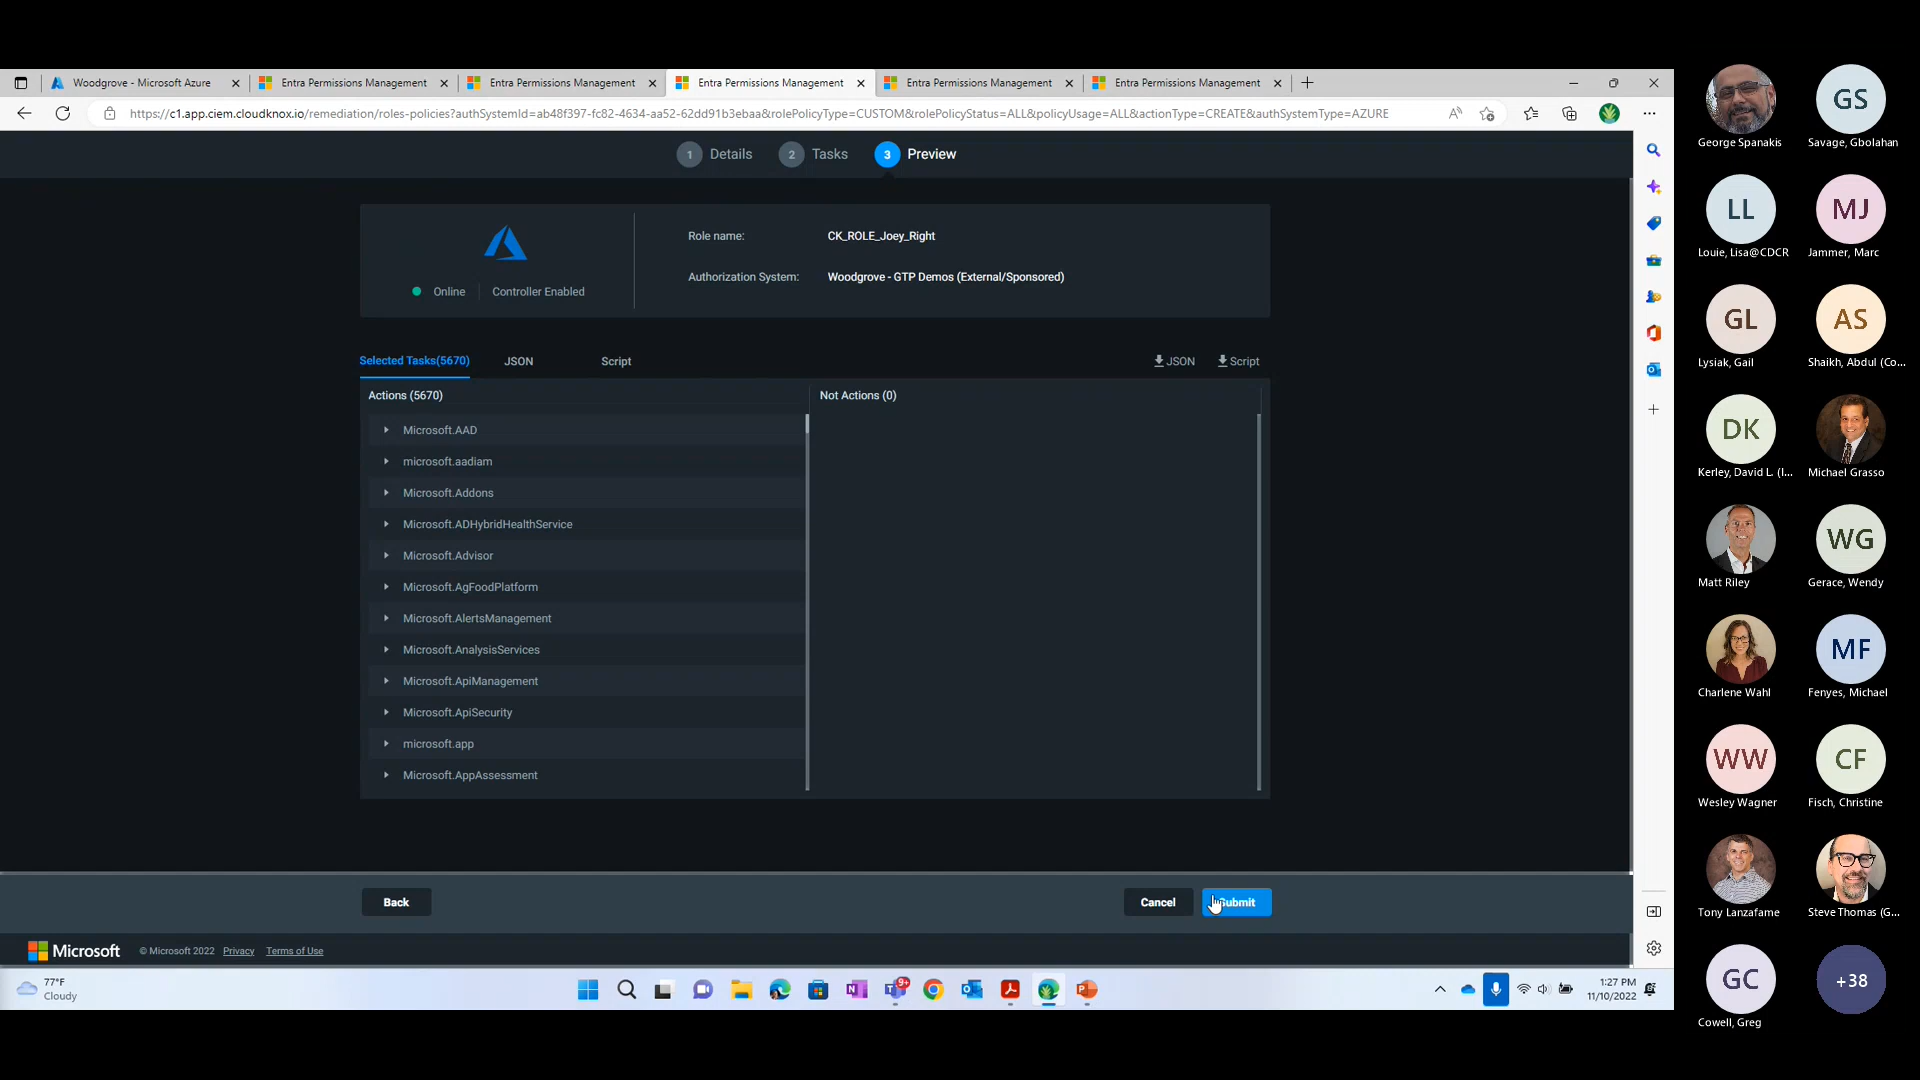 Woodgrove - Microsoft Azure
Entra Permissions Management
Entra Permissions Management
Entra Permissions Management
Entra Permissions Management
Entra Permissions Management
https://c1.app.ciem.cloudknox.io/remediation/roles-policies?authSystemId=ab48f397-fc82-4634-aa52-62dd91b3ebaa&rolePolicyType=CUSTOM&rolePolicyStatus=ALL&policyUsage=ALL&actionType=CREATE&authSystemType=AZURE
1 Details 2 Tasks 3 Preview
Role name: CK_ROLE_Joey_Right
Authorization System: Woodgrove - GTP Demos (External/Sponsored)
Online Controller Enabled
Selected Tasks(5670) JSON Script JSON Script
Actions (5670) Not Actions (0)
Microsoft.AAD
microsoft.aadiam
Microsoft.Addons
Microsoft.ADHybridHealthService
Microsoft.Advisor
Microsoft.AgFoodPlatform
Microsoft.AlertsManagement
Microsoft.AnalysisServices
Microsoft.ApiManagement
Microsoft.ApiSecurity
microsoft.app
Microsoft.AppAssessment
Back Cancel Submit
Microsoft © Microsoft 2022 Privacy Terms of Use
77°F
Cloudy
9+
1:27 PM
11/10/2022
GS
George Spanakis Savage, Gbolahan
LL MJ
Louie, Lisa@CDCR Jammer, Marc
GL AS
Lysiak, Gail Shaikh, Abdul (Co...
DK
Kerley, David L. (I... Michael Grasso
WG
Matt Riley Gerace, Wendy
MF
Charlene Wahl Fenyes, Michael
WW CF
Wesley Wagner Fisch, Christine
Tony Lanzafame Steve Thomas (G...
GC +38
Cowell, Greg